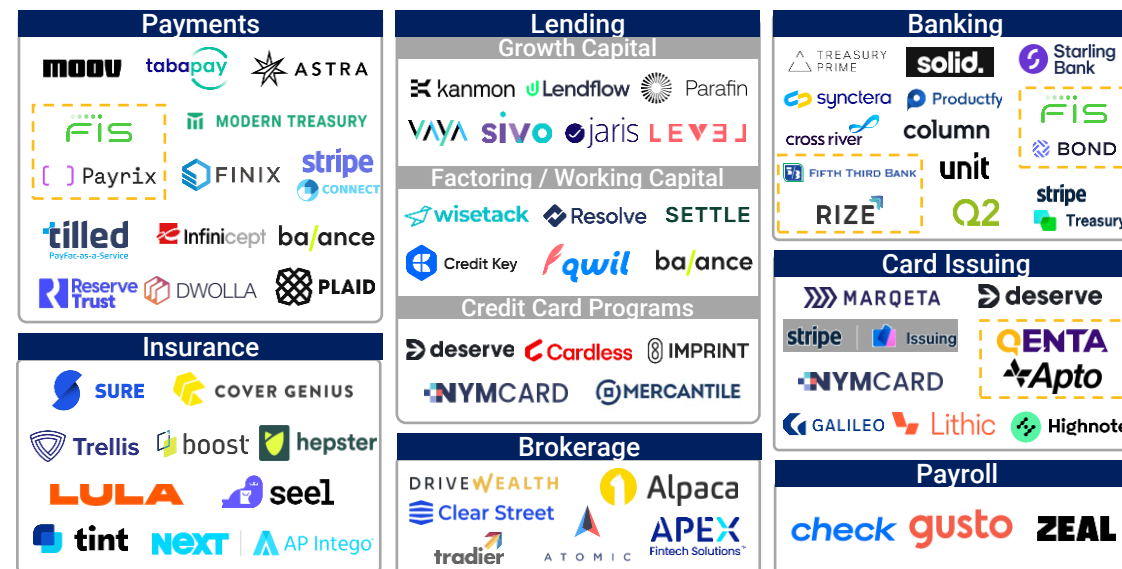 Payments
moov
tabapay
ASTRA
FIS
MODERN TREASURY
Payrix
FINIX
stripe
CONNECT
tilled
PayFac-as-a-Service
Infinicept
balance
Reserve
Trust
DWOLLA
PLAID
Insurance
SURE
COVER GENIUS
Trellis
boost
hepster
LULA
seel
tint
NEXT
AP Intego
Lending
Growth Capital
kanmon
Lendflow
Parafin
VAYA
sivo
jaris
LEVEL
Factoring / Working Capital
wisetack
Resolve
SETTLE
Credit Key
qwil
balance
Credit Card Programs
deserve
Cardless
IMPRINT
NYMCARD
MERCANTILE
Brokerage
DRIVEWEALTH
Alpaca
Clear Street
APEX
Fintech Solutions™
tradier
ATOMIC
Banking
TREASURY
PRIME
solid.
Starling
Bank
synctera
Productfy
FIS
cross river
column
BOND
FIFTH THIRD BANK
unit
RIZE
Q2
stripe
Treasury
Card Issuing
MARQETA
deserve
stripe
Issuing
QENTA
NYMCARD
Apto
GALILEO
Lithic
Highnote
Payroll
check
gusto
ZEAL